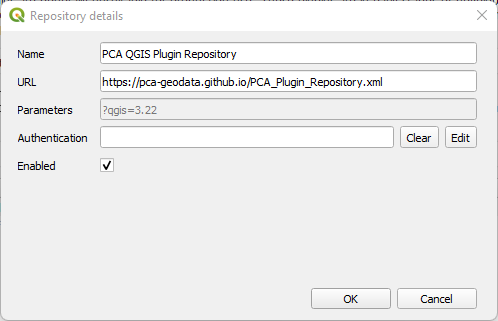 Repository details
Name
PCA QGIS Plugin Repository
URL
https://pca-geodata.github.io/PCA_Plugin_Repository.xml
Parameters
?qgis=3.22
Authentication
Clear
Edit
Enabled
OK
Cancel